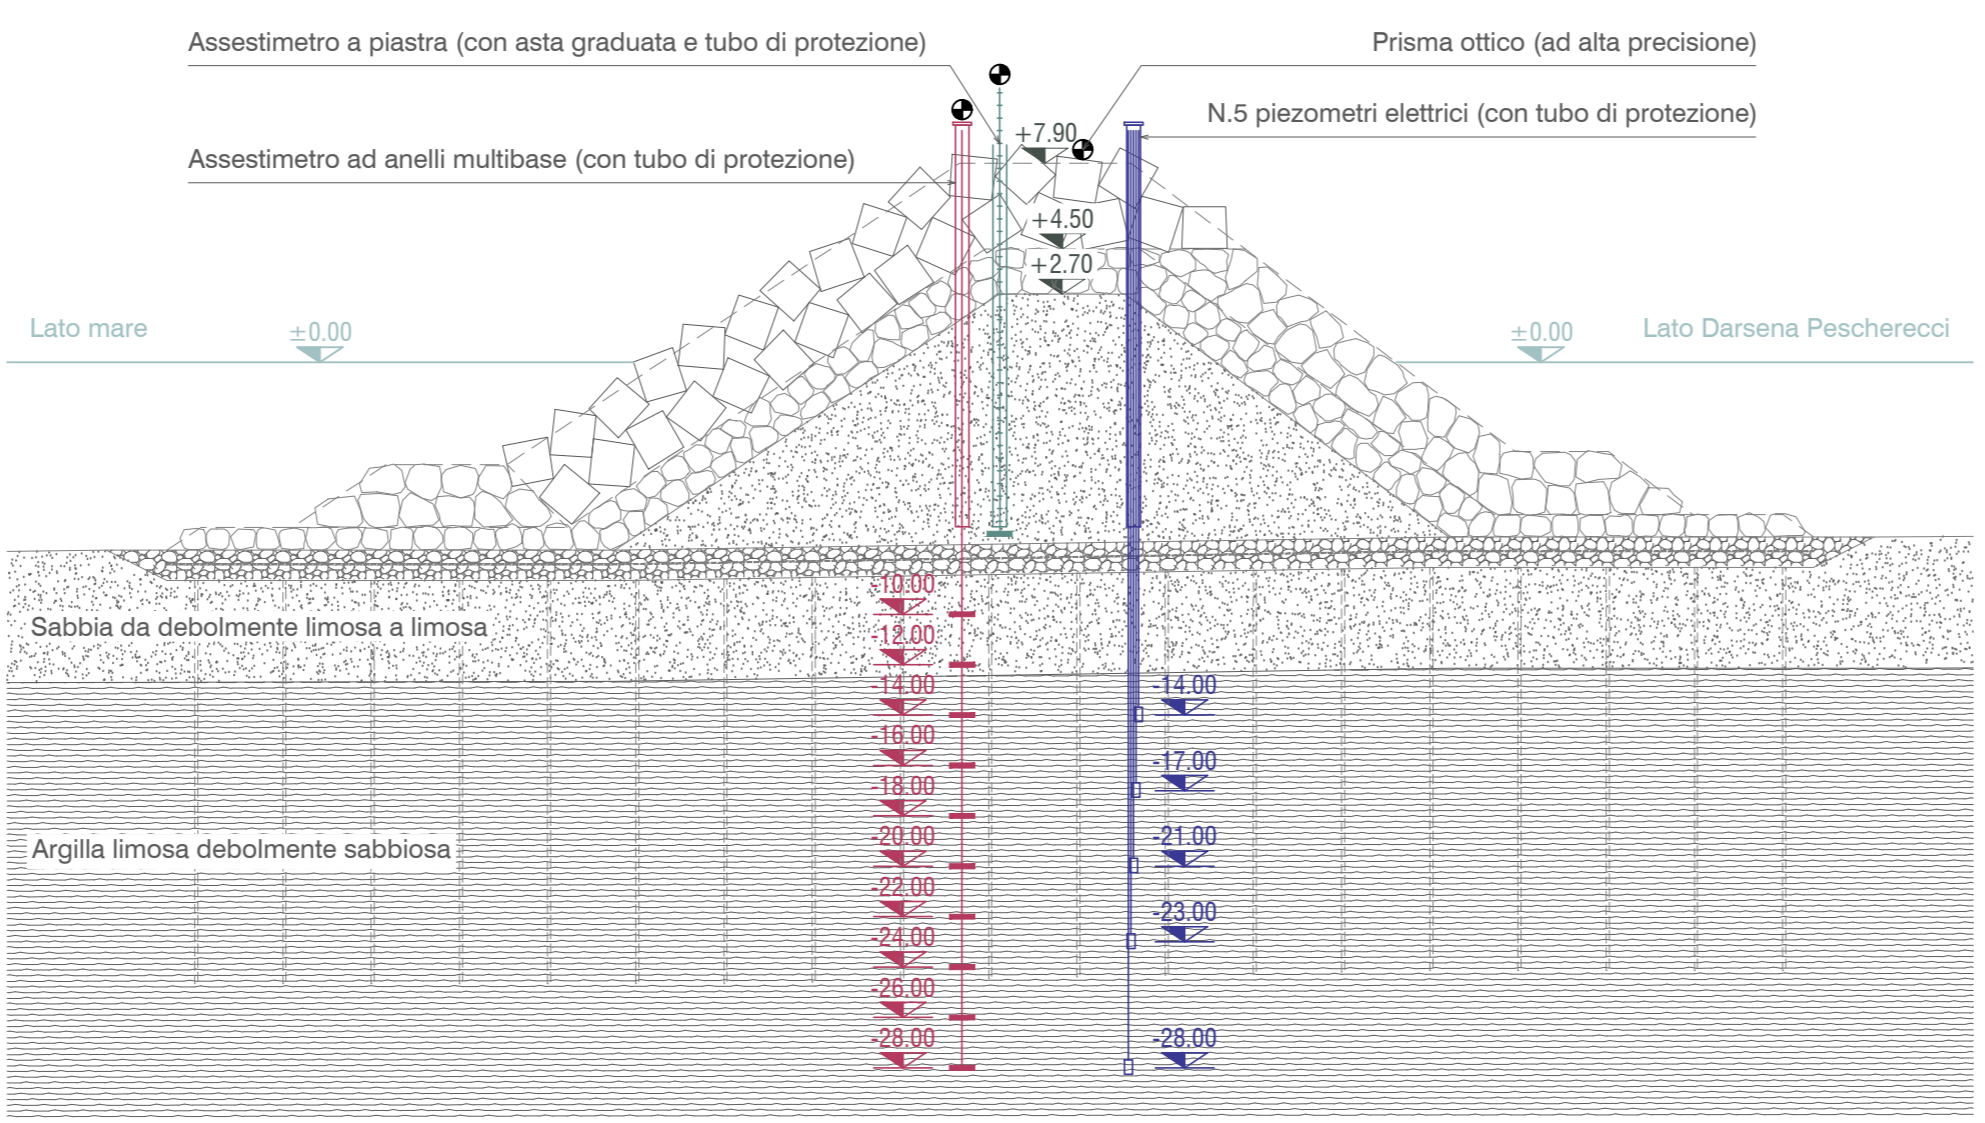 Assestimetro a piastra (con asta graduata e tubo di protezione)
Prisma ottico (ad alta precisione)
N.5 piezometri elettrici (con tubo di protezione)
+7.90
Assestimetro ad anelli multibase (con tubo di protezione)
+4.50
+2.70
Lato mare
±0.00
±0.00
Lato Darsena Pescherecci
-10.00
Sabbia da debolmente limosa a limosa
-12.00
-14.00
-14.00
-16.00
-17.00
-18.00
-20.00
-21.00
Argilla limosa debolmente sabbiosa
-22.00
-23.00
-24.00
-26.00
-28.00
-28.00